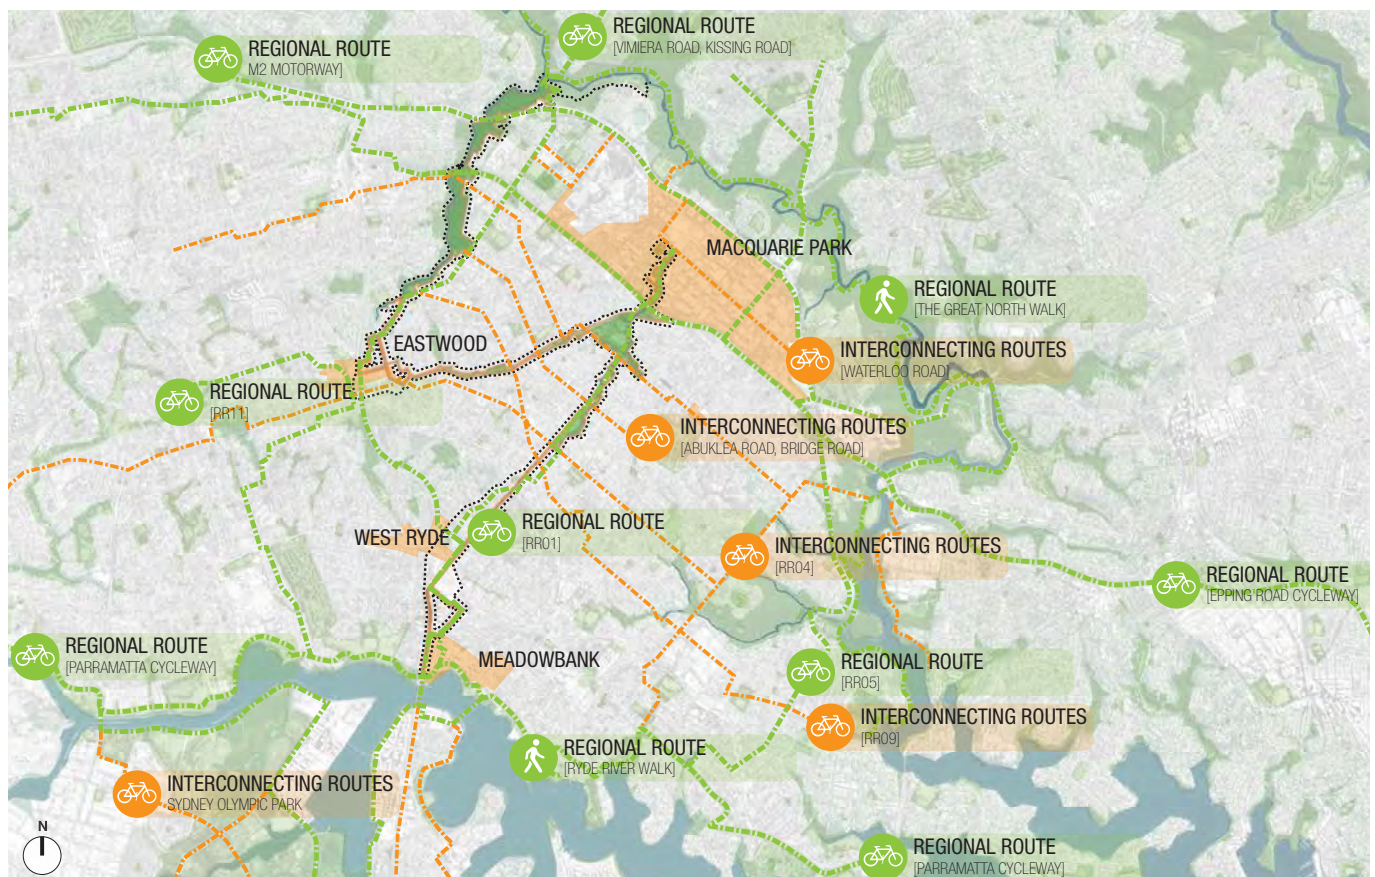 REGIONAL ROUTE
[VIMIERA ROAD, KISSING ROAD]
REGIONAL ROUTE
M2 MOTORWAY]
MACQUARIE PARK
REGIONAL ROUTE
[THE GREAT NORTH WALK]
EASTWOOD
INTERCONNECTING ROUTES
[WATERLOO ROAD]
REGIONAL ROUTE
[RR11]
INTERCONNECTING ROUTES
[ABUKLEA ROAD, BRIDGE ROAD]
REGIONAL ROUTE
[RR01]
WEST RYDE
INTERCONNECTING ROUTES
[RR04]
REGIONAL ROUTE
[EPPING ROAD CYCLEWAY]
REGIONAL ROUTE
[PARRAMATTA CYCLEWAY]
MEADOWBANK
REGIONAL ROUTE
[RR05]
INTERCONNECTING ROUTES
[RR09]
REGIONAL ROUTE
[RYDE RIVER WALK]
INTERCONNECTING ROUTES
SYDNEY OLYMPIC PARK
N
REGIONAL ROUTE
[PARRAMATTA CYCLEWAY]